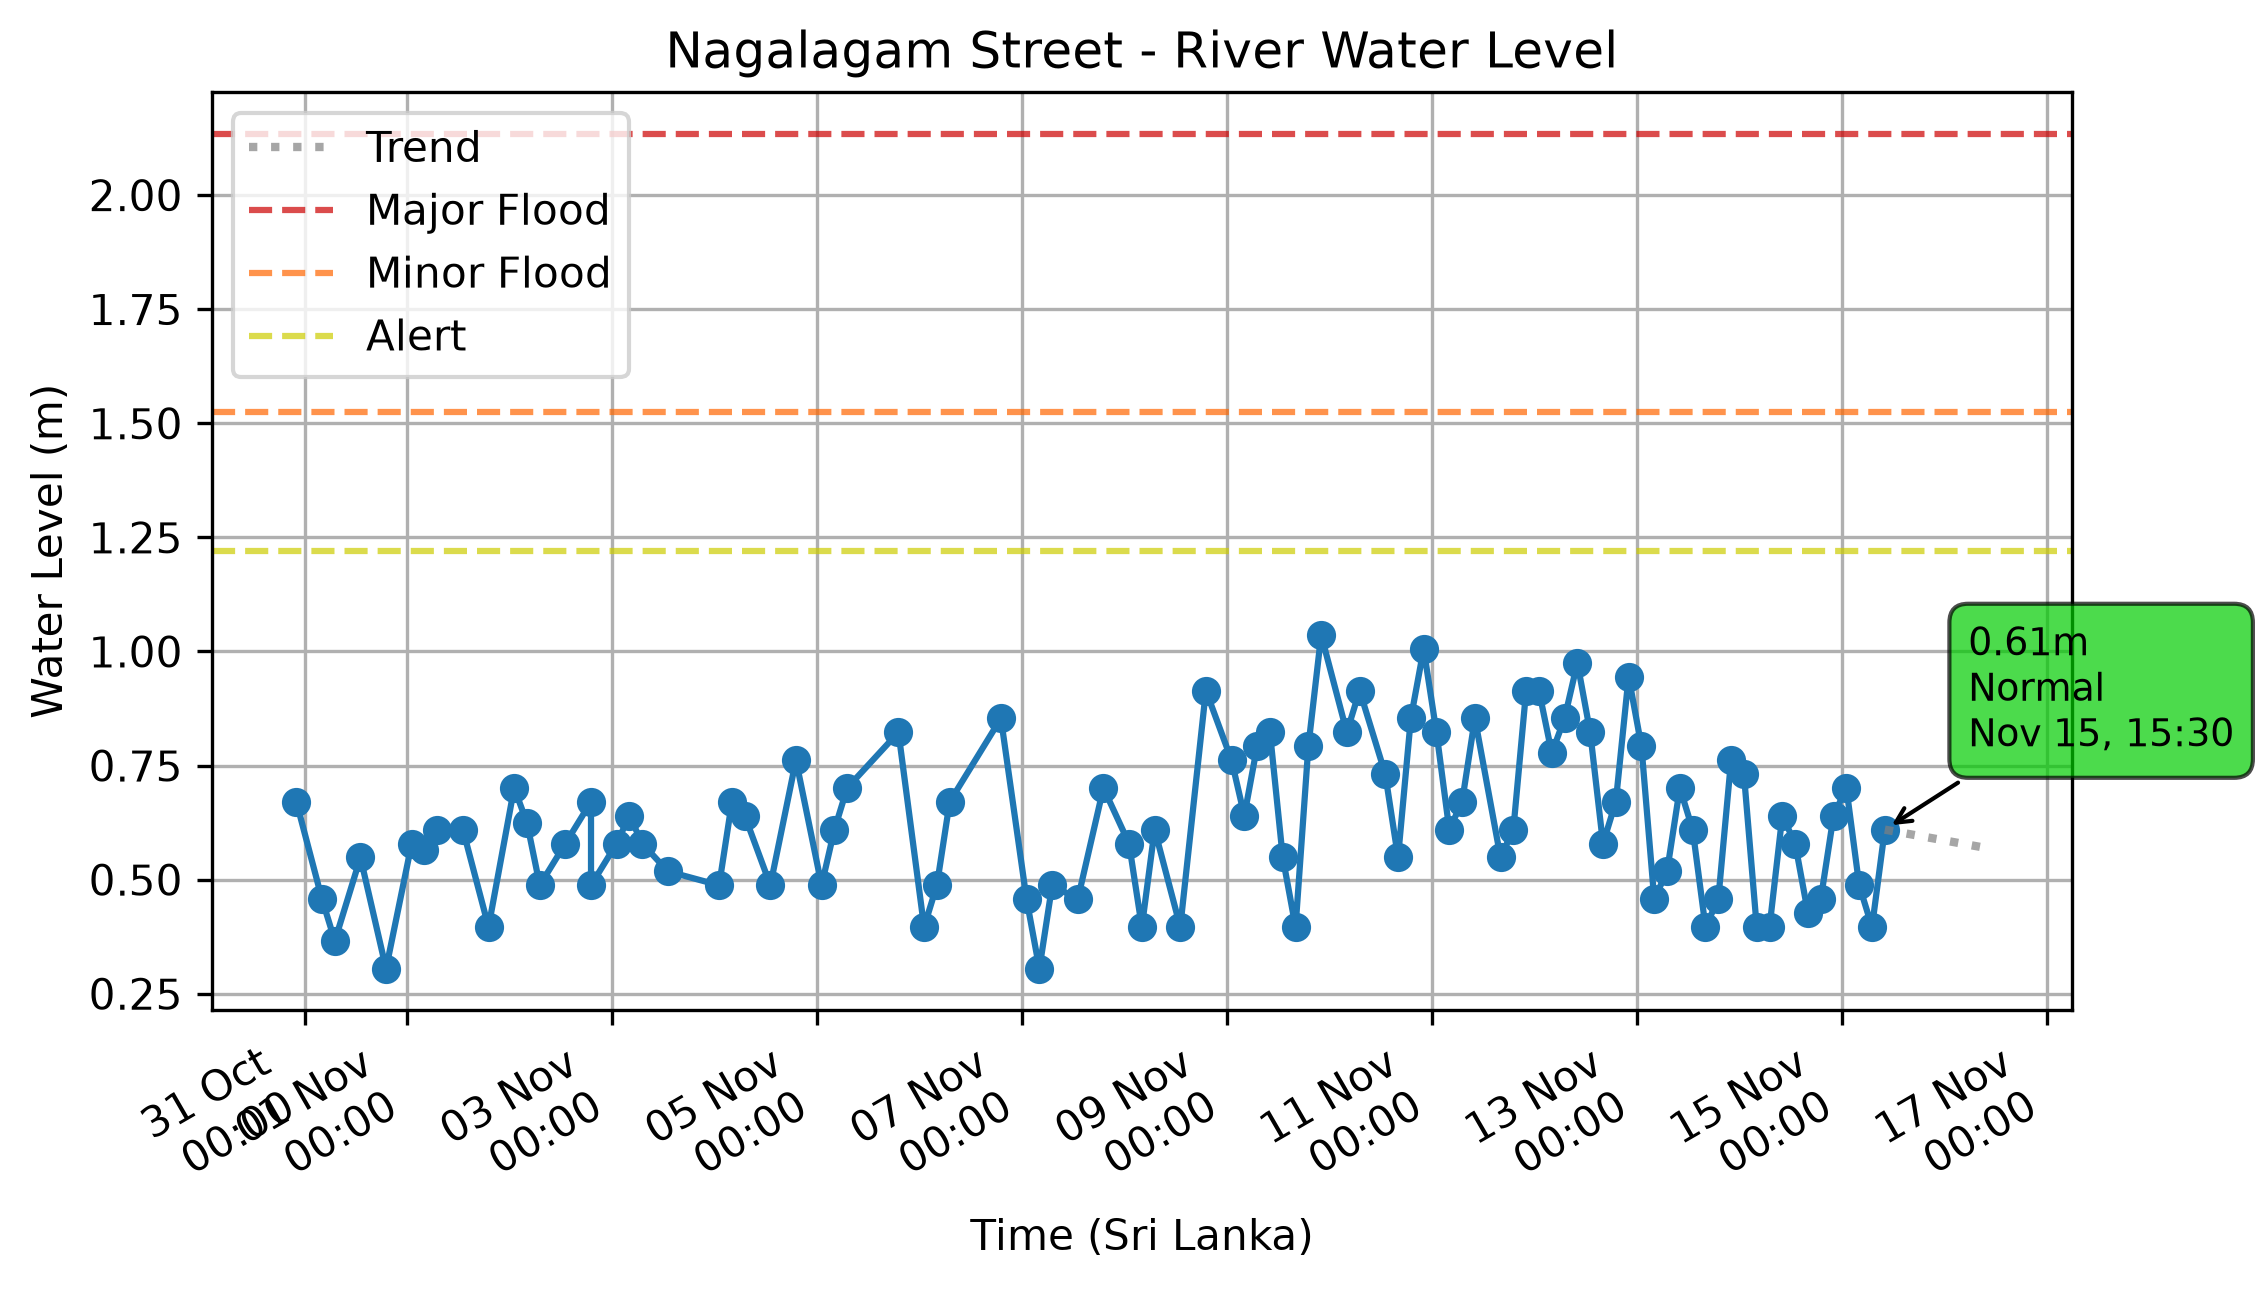 Nagalagam Street - River Water Level
Trend
Major Flood
Minor Flood
Alert
Water Level (m)
2.00
1.75
1.50
1.25
1.00
0.75
0.50
0.25
0.61m
Normal
Nov 15, 15:30
31 Oct
00:00
01 Nov
00:00
03 Nov
00:00
05 Nov
00:00
07 Nov
00:00
09 Nov
00:00
11 Nov
00:00
13 Nov
00:00
15 Nov
00:00
17 Nov
00:00
Time (Sri Lanka)